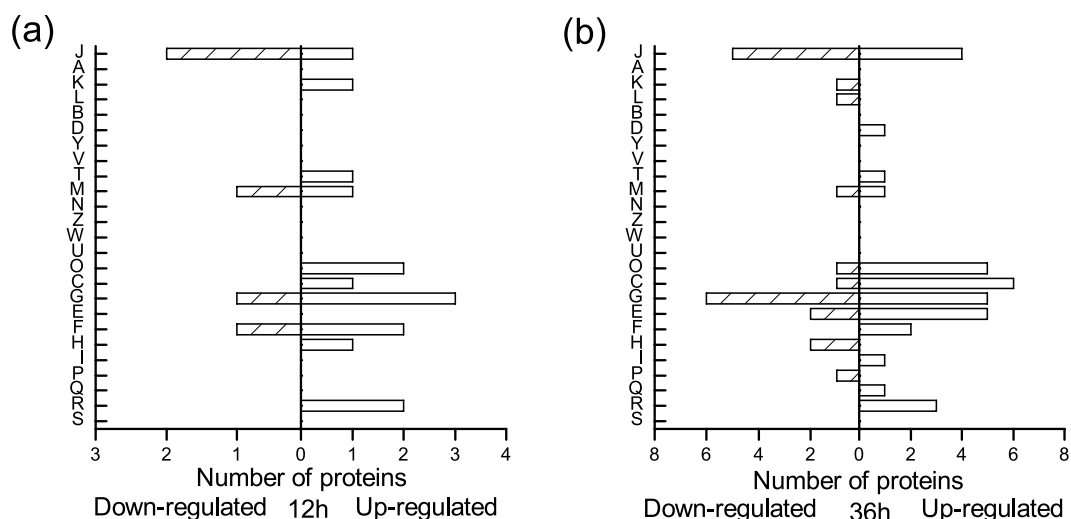 (a)
J
A
K
L
B
D
Y
V
T
M
N
Z
W
U
O
C
G
E
F
H
I
P
Q
R
S
3 2 1 0 1 2 3 4
Number of proteins
Down-regulated 12h Up-regulated
(b)
J
A
K
L
B
D
Y
V
T
M
N
Z
W
U
O
C
G
E
F
H
I
P
Q
R
S
8 6 4 2 0 2 4 6 8
Number of proteins
Down-regulated 36h Up-regulated